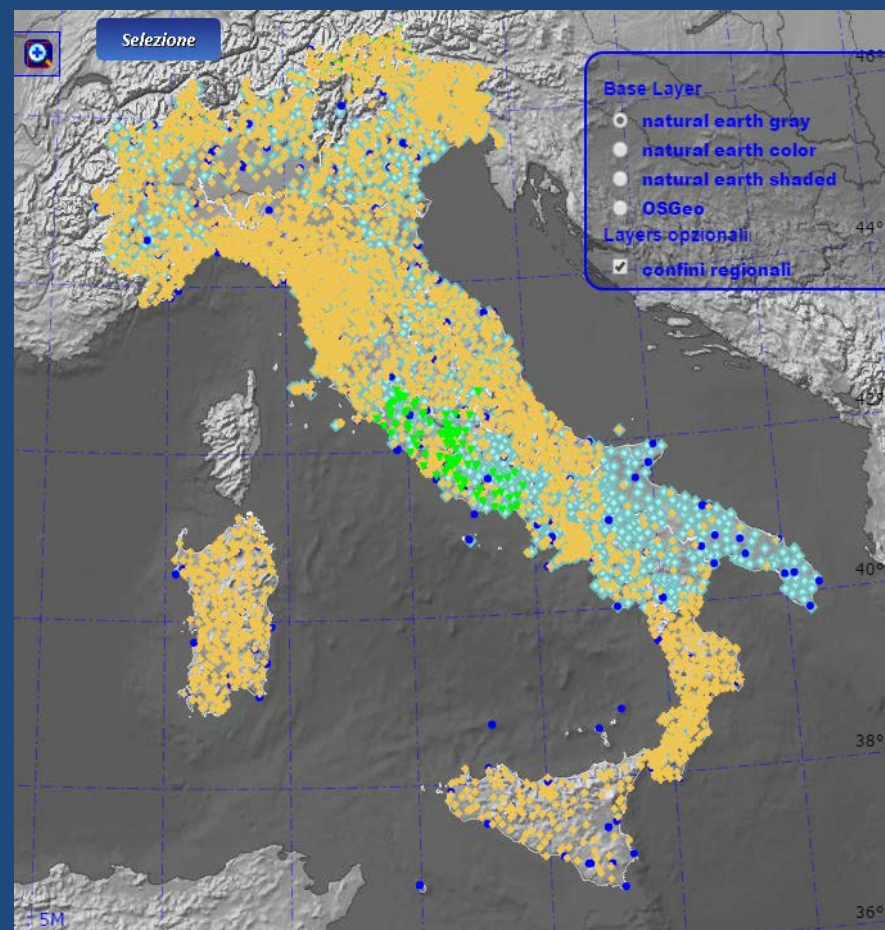 Selezione
46°
Base Layer
natural earth gray
natural earth color
natural earth shaded
OSGeo
44°
Layers opzionali
confini regionali
42°
40°
38°
36°
5M